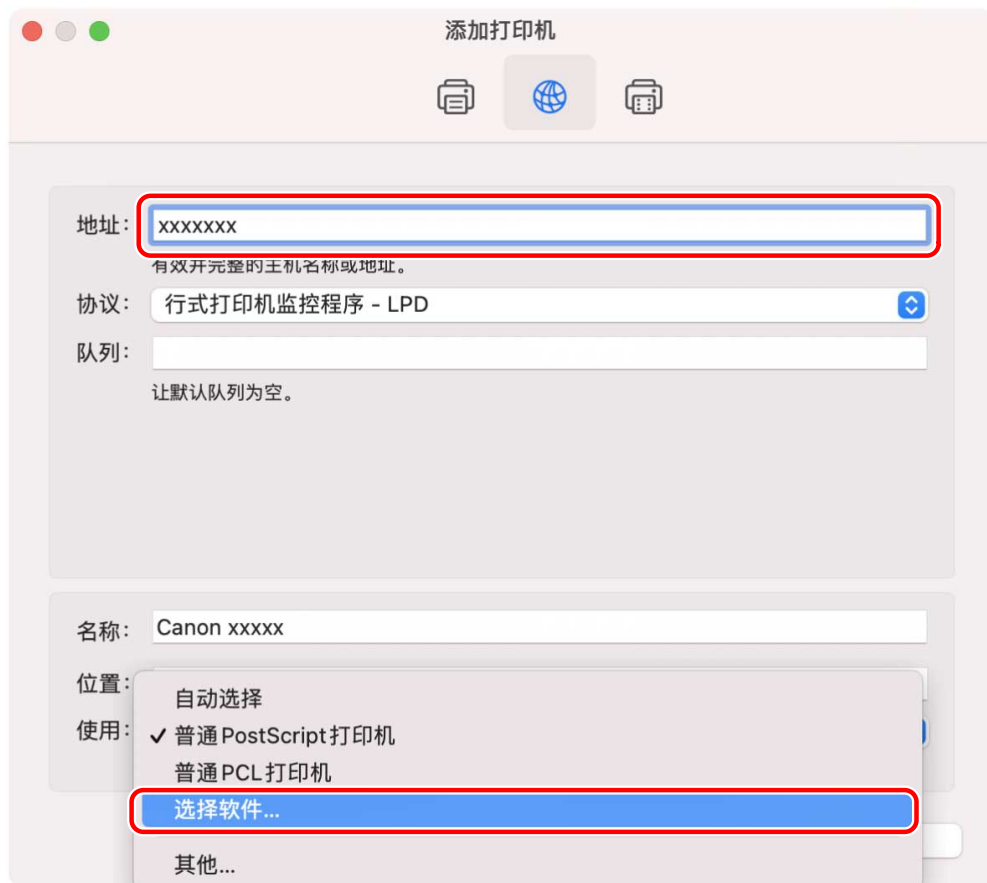 添加打印机
地址：
xxxxxxx
有效并完整的主机名称或地址。
协议：
行式打印机监控程序 - LPD
队列：
让默认队列为空。
名称：
Canon xxxxx
位置：
使用：
自动选择
✓ 普通PostScript打印机
普通PCL打印机
选择软件...
其他...